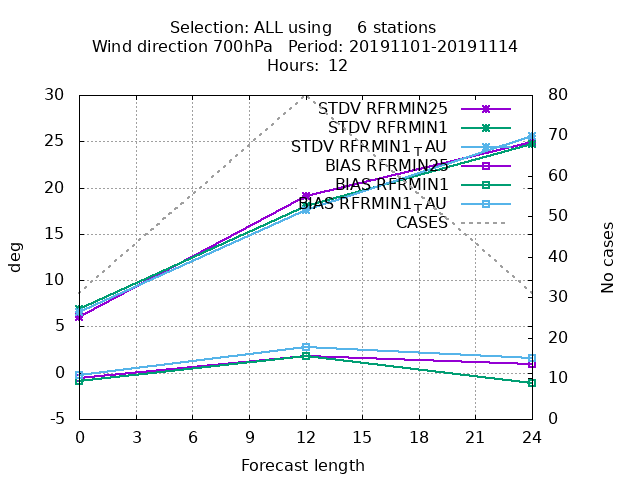 Selection: ALL using     6 stations
Wind direction 700hPa   Period: 20191101-20191114
Hours: 12
30
25
20
15
10
5
0
-5
deg
80
70
60
50
40
30
20
10
0
No cases
STDV RFRMIN25
STDV RFRMIN1
STDV RFRMIN1TAU
BIAS RFRMIN25
BIAS RFRMIN1
BIAS RFRMIN1TAU
CASES
0 3 6 9 12 15 18 21 24
Forecast length